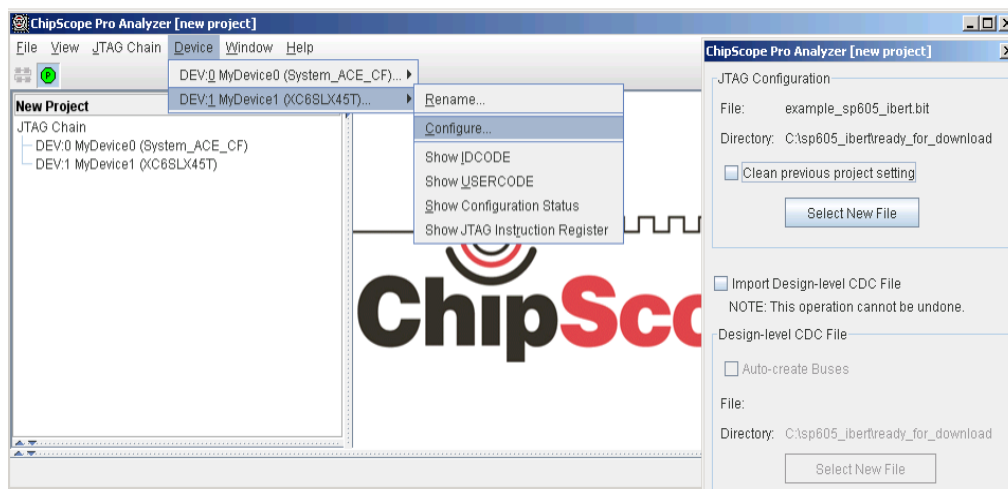 ChipScope Pro Analyzer [new project]
File View JTAG Chain Device Window Help
P
DEV:0 MyDevice0 (System_ACE_CF)...
DEV:1 MyDevice1 (XC6SLX45T)...
Rename...
Configure...
Show IDCODE
Show USERCODE
Show Configuration Status
Show JTAG Instruction Register
New Project
JTAG Chain
DEV:0 MyDevice0 (System_ACE_CF)
DEV:1 MyDevice1 (XC6SLX45T)
ChipSco
ChipScope Pro Analyzer [new project]
JTAG Configuration
File: example_sp605_ibert.bit
Directory: C:\sp605_ibert\ready_for_download
Clean previous project setting
Select New File
Import Design-level CDC File
NOTE: This operation cannot be undone.
Design-level CDC File
Auto-create Buses
File:
Directory: C:\sp605_ibert\ready_for_download
Select New File